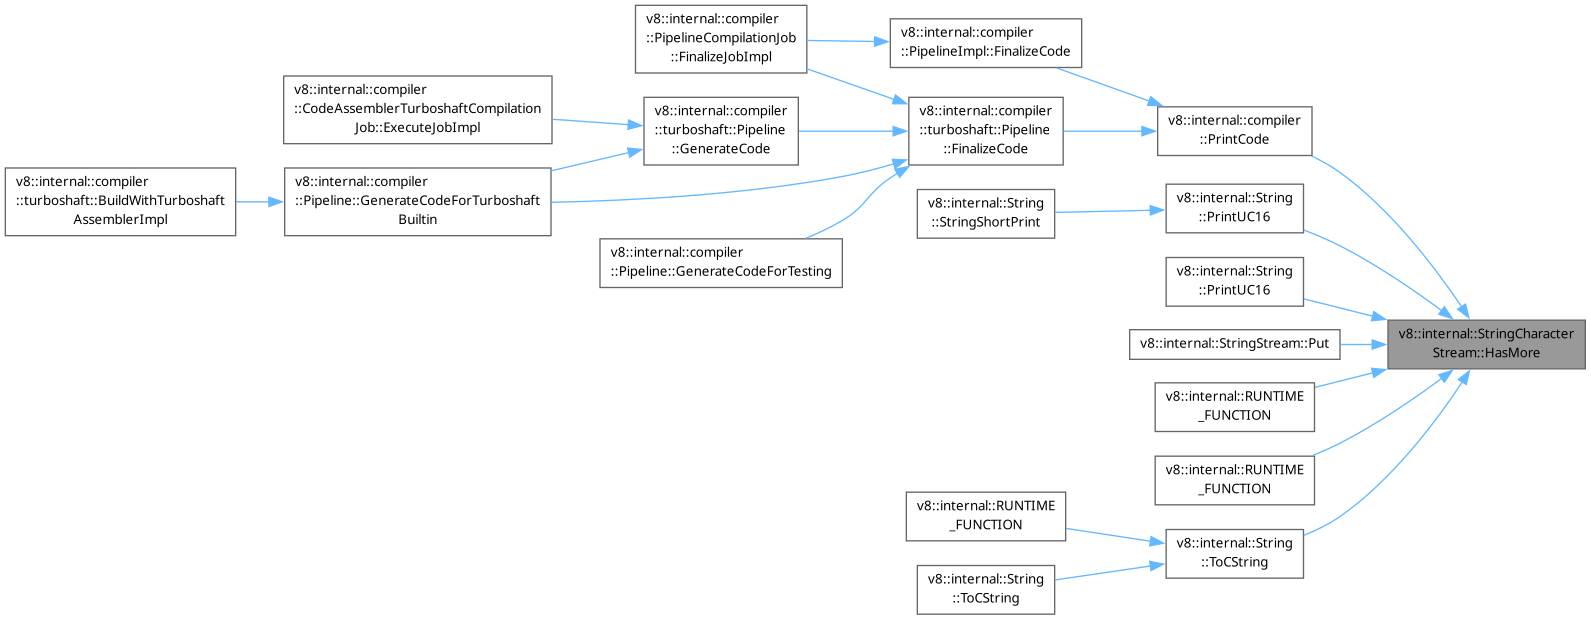 v8::internal::compiler
::PipelineCompilationJob
::FinalizeJobImpl
v8::internal::compiler
::PipelineImpl::FinalizeCode
v8::internal::compiler
::CodeAssemblerTurboshaftCompilation
Job::ExecuteJobImpl
v8::internal::compiler
::turboshaft::Pipeline
::GenerateCode
v8::internal::compiler
::turboshaft::Pipeline
::FinalizeCode
v8::internal::compiler
::PrintCode
v8::internal::compiler
::turboshaft::BuildWithTurboshaft
AssemblerImpl
v8::internal::compiler
::Pipeline::GenerateCodeForTurboshaft
Builtin
v8::internal::String
::StringShortPrint
v8::internal::String
::PrintUC16
v8::internal::compiler
::Pipeline::GenerateCodeForTesting
v8::internal::String
::PrintUC16
v8::internal::StringStream::Put
v8::internal::StringCharacter
Stream::HasMore
v8::internal::RUNTIME
_FUNCTION
v8::internal::RUNTIME
_FUNCTION
v8::internal::RUNTIME
_FUNCTION
v8::internal::String
::ToCString
v8::internal::String
::ToCString